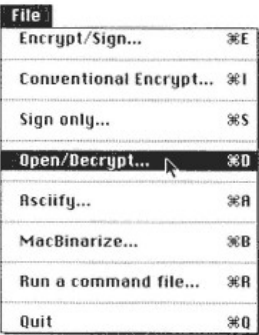 File
Encrypt/Sign... ⌘E
Conventional Encrypt... ⌘I
Sign only... ⌘S
Open/Decrypt... ⌘D
Asciify... ⌘A
MacBinarize... ⌘B
Run a command file... ⌘R
Quit ⌘Q